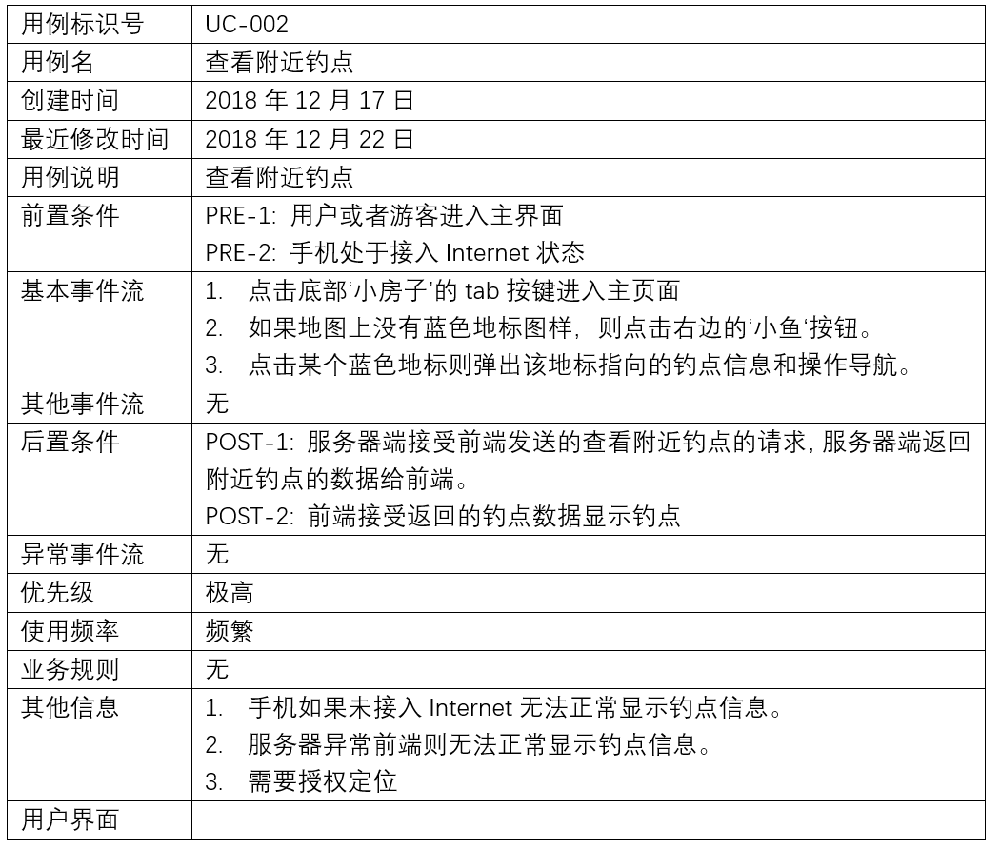 用例标识号 UC-002
用例名 查看附近钓点
创建时间 2018 年 12 月 17 日
最近修改时间 2018 年 12 月 22 日
用例说明 查看附近钓点
前置条件 PRE-1: 用户或者游客进入主界面
PRE-2: 手机处于接入 Internet 状态
基本事件流 1. 点击底部‘小房子’的 tab 按键进入主页面
2. 如果地图上没有蓝色地标图样，则点击右边的‘小鱼‘按钮。
3. 点击某个蓝色地标则弹出该地标指向的钓点信息和操作导航。
其他事件流 无
后置条件 POST-1: 服务器端接受前端发送的查看附近钓点的请求, 服务器端返回
附近钓点的数据给前端。
POST-2: 前端接受返回的钓点数据显示钓点
异常事件流 无
优先级 极高
使用频率 频繁
业务规则 无
其他信息 1. 手机如果未接入 Internet 无法正常显示钓点信息。
2. 服务器异常前端则无法正常显示钓点信息。
3. 需要授权定位
用户界面